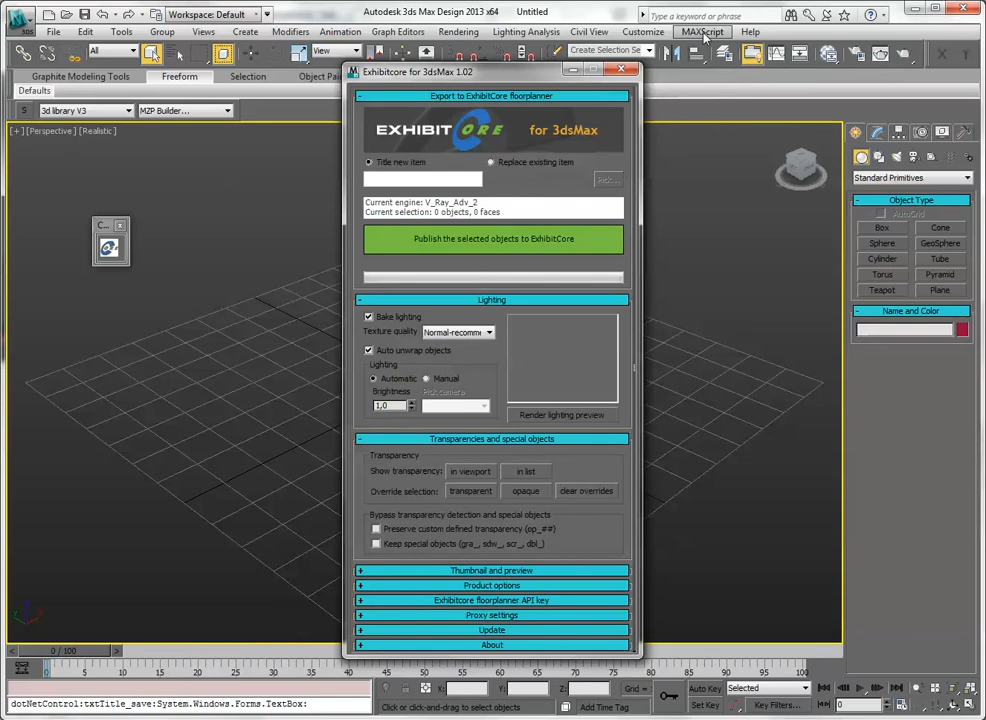 Workspace: Default
Autodesk 3ds Max Design 2013 x64
Untitled
Type a keyword or phrase
3DS
File
Edit
Tools
Group
Views
Create
Modifiers
Animation
Graph Editors
Rendering
Lighting Analysis
Civil View
Customize
MAXScript
Help
All
View
Create Selection Se
Graphite Modeling Tools
Freeform
Selection
Object Pain
Defaults
S
3d library V3
MZP Builder...
[+] [Perspective] [Realistic]
C...
Exhibitcore for 3dsMax 1.02
Export to ExhibitCore floorplanner
EXHIBIT CORE for 3dsMax
Title new item
Replace existing item
Pick...
Current engine: V_Ray_Adv_2
Current selection: 0 objects, 0 faces
Publish the selected objects to ExhibitCore
Lighting
Bake lighting
Texture quality
Normal-recomme
Auto unwrap objects
Lighting
Automatic
Manual
Brightness
Pick camera
1,0
Render lighting preview
Transparencies and special objects
Transparency
Show transparency:
in viewport
in list
Override selection:
transparent
opaque
clear overrides
Bypass transparency detection and special objects
Preserve custom defined transparency (op_##)
Keep special objects (gra_, sdw_, scr_, dbl_)
Thumbnail and preview
Product options
Exhibitcore floorplanner API key
Proxy settings
Update
About
Standard Primitives
Object Type
AutoGrid
Box
Cone
Sphere
GeoSphere
Cylinder
Tube
Torus
Pyramid
Teapot
Plane
Name and Color
0 / 100
0 5 10 15 20 25 30 35 40 45 50 55 60 65 70 75 80 85 90 95 100
dotNetControl:txtTitle_save:System.Windows.Forms.TextBox:
X:
Y:
Z:
Grid =
Click or click-and-drag to select objects
Add Time Tag
Auto Key
Selected
Set Key
Key Filters...
0